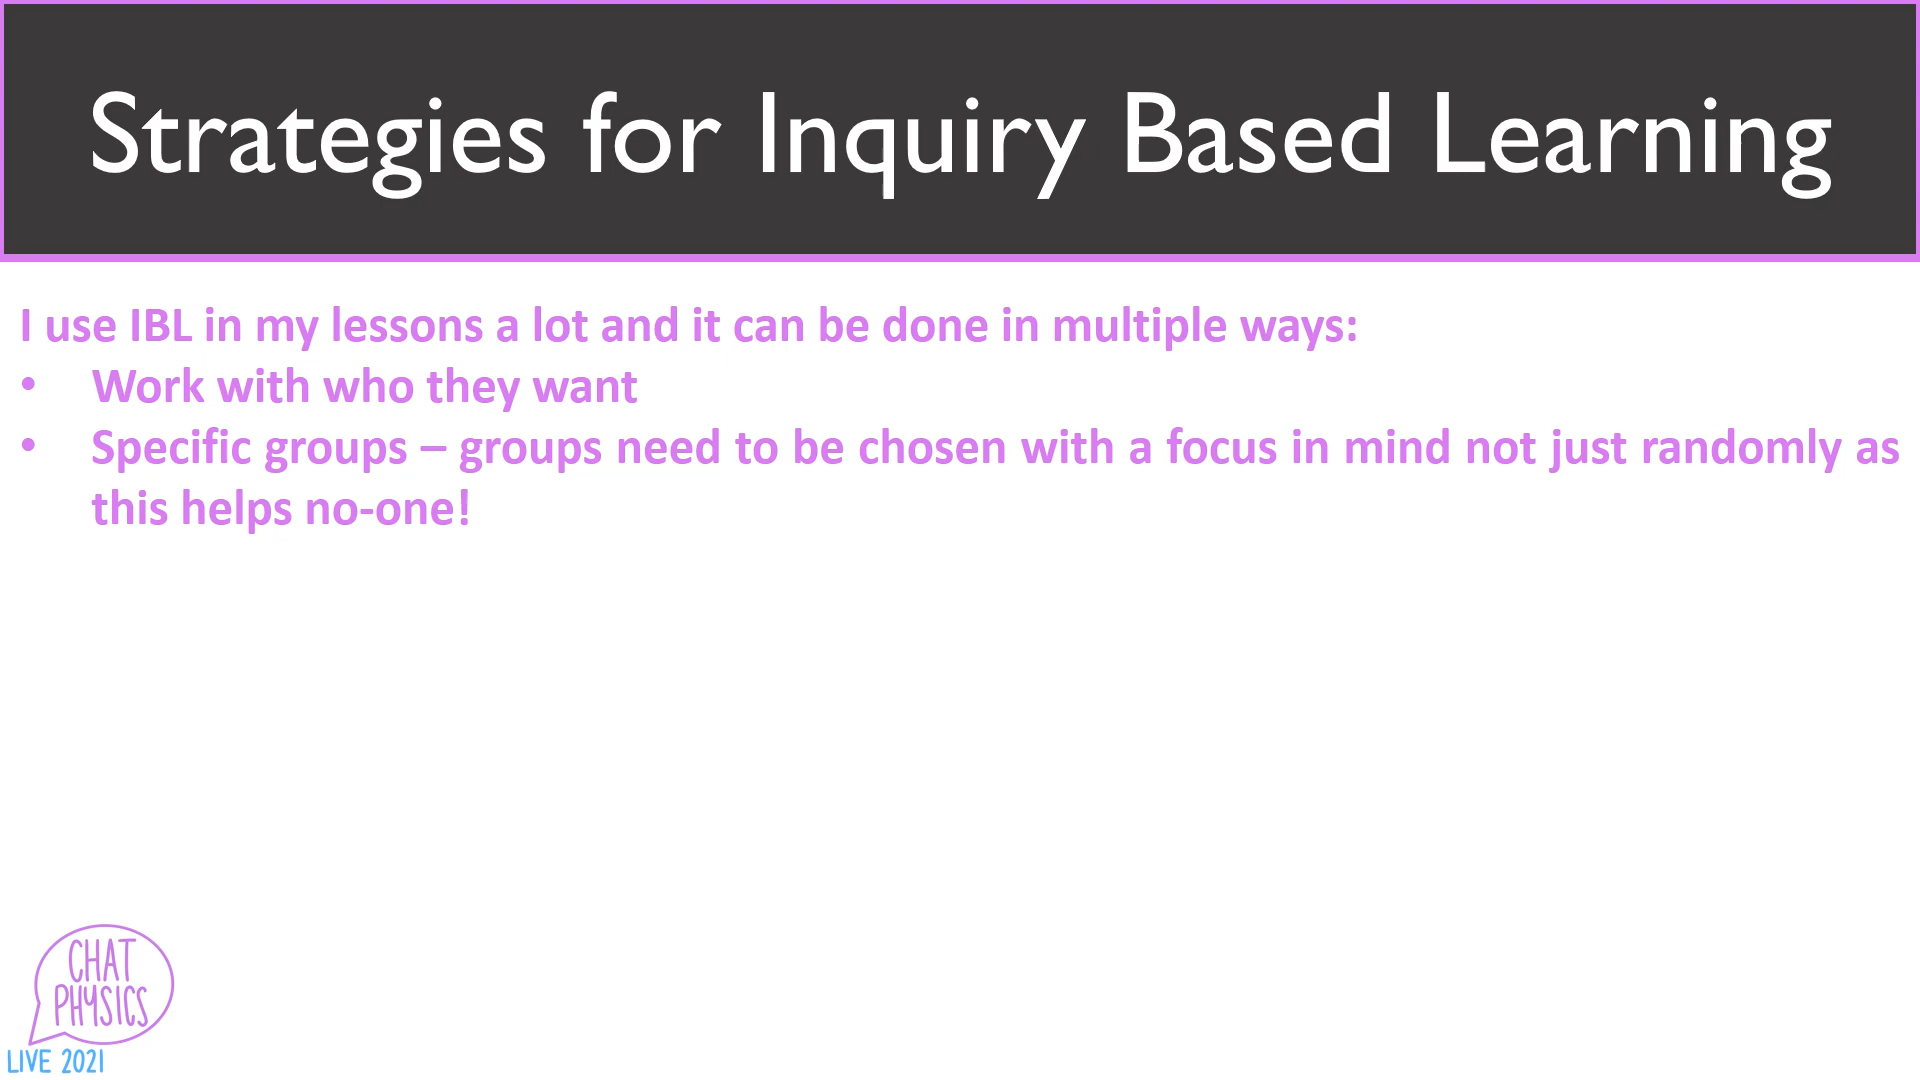 Strategies for Inquiry Based Learning
I use IBL in my lessons a lot and it can be done in multiple ways:
• Work with who they want
• Specific groups – groups need to be chosen with a focus in mind not just randomly as
this helps no-one!
CHAT
PHYSICS
LIVE 2021